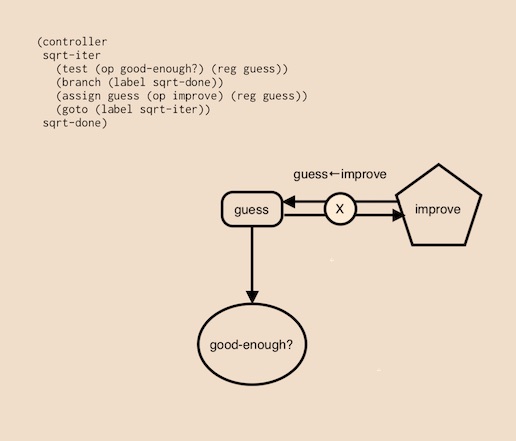 (controller
sqrt-iter
(test (op good-enough?) (reg guess))
(branch (label sqrt-done))
(assign guess (op improve) (reg guess))
(goto (label sqrt-iter))
sqrt-done)
guess←improve
guess
X
improve
good-enough?